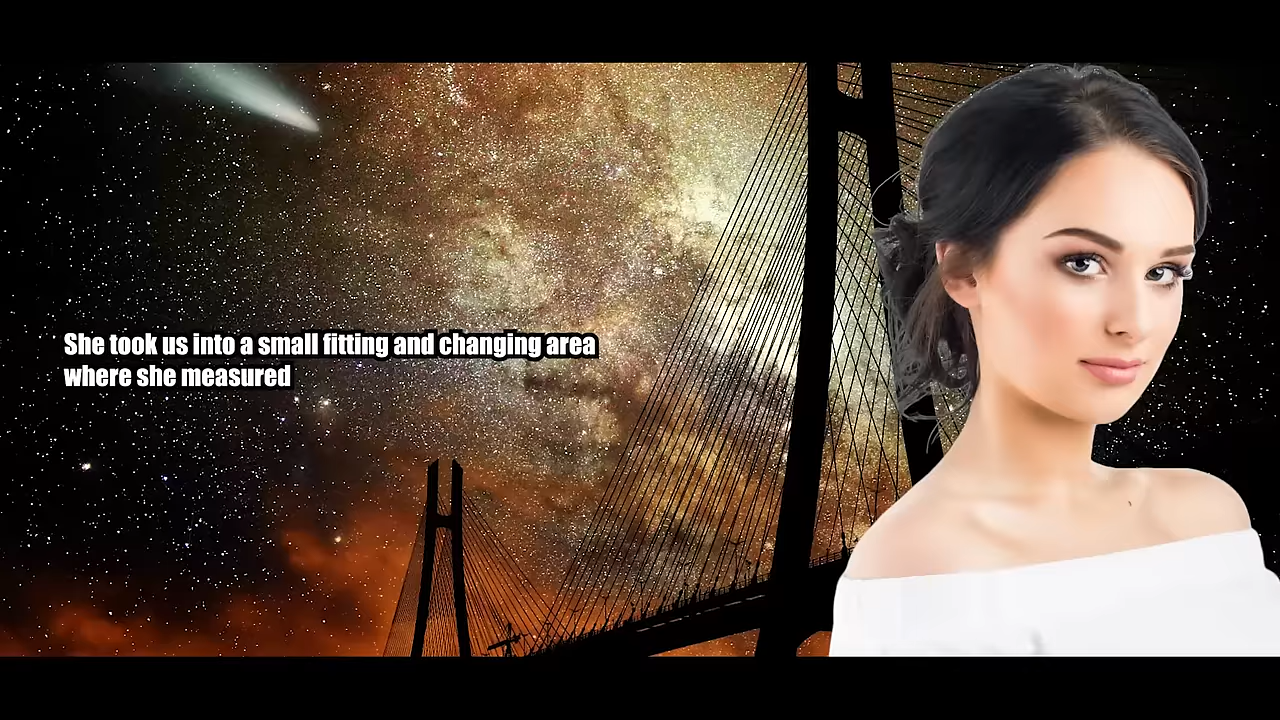 She took us into a small fitting and changing area
where she measured